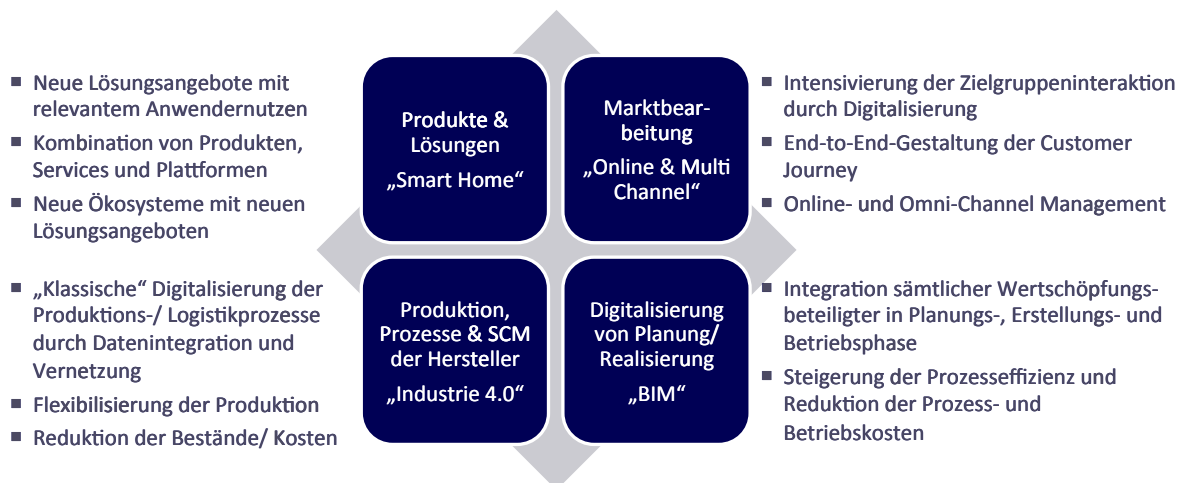 ■ Neue Lösungsangebote mit
relevantem Anwendernutzen
■ Kombination von Produkten,
Services und Plattformen
■ Neue Ökosysteme mit neuen
Lösungsangeboten
Produkte &
Lösungen
„Smart Home“
Marktbear-
beitung
„Online & Multi
Channel“
■ Intensivierung der Zielgruppeninteraktion
durch Digitalisierung
■ End-to-End-Gestaltung der Customer
Journey
■ Online- und Omni-Channel Management
■ „Klassische“ Digitalisierung der
Produktions-/ Logistikprozesse
durch Datenintegration und
Vernetzung
■ Flexibilisierung der Produktion
■ Reduktion der Bestände/ Kosten
Produktion,
Prozesse & SCM
der Hersteller
„Industrie 4.0“
Digitalisierung
von Planung/
Realisierung
„BIM“
■ Integration sämtlicher Wertschöpfungs-
beteiligter in Planungs-, Erstellungs- und
Betriebsphase
■ Steigerung der Prozesseffizienz und
Reduktion der Prozess- und
Betriebskosten